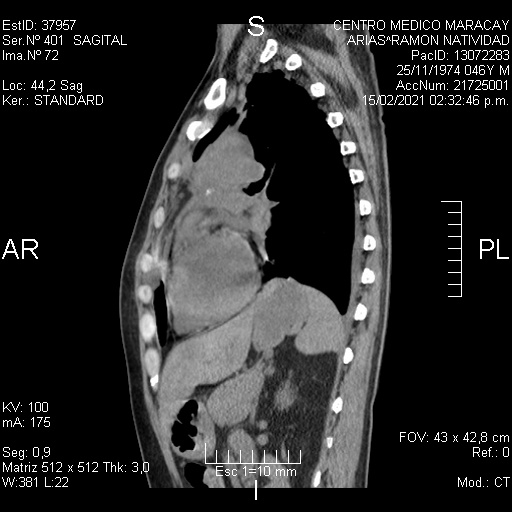 EstID: 37957
Ser.Nº 401 SAGITAL
Ima.Nº 72
Loc: 44,2 Sag
Ker.: STANDARD
S
CENTRO MEDICO MARACAY
ARIAS^RAMON NATIVIDAD
PacID: 13072283
25/11/1974 046Y M
AccNum: 21725001
15/02/2021 02:32:46 p.m.
AR
PL
KV: 100
mA: 175
Seg: 0,9
Matriz 512 x 512 Thk: 3,0
W:381 L:22
Esc 1=10 mm
I
FOV: 43 x 42,8 cm
Ref.: 0
Mod.: CT